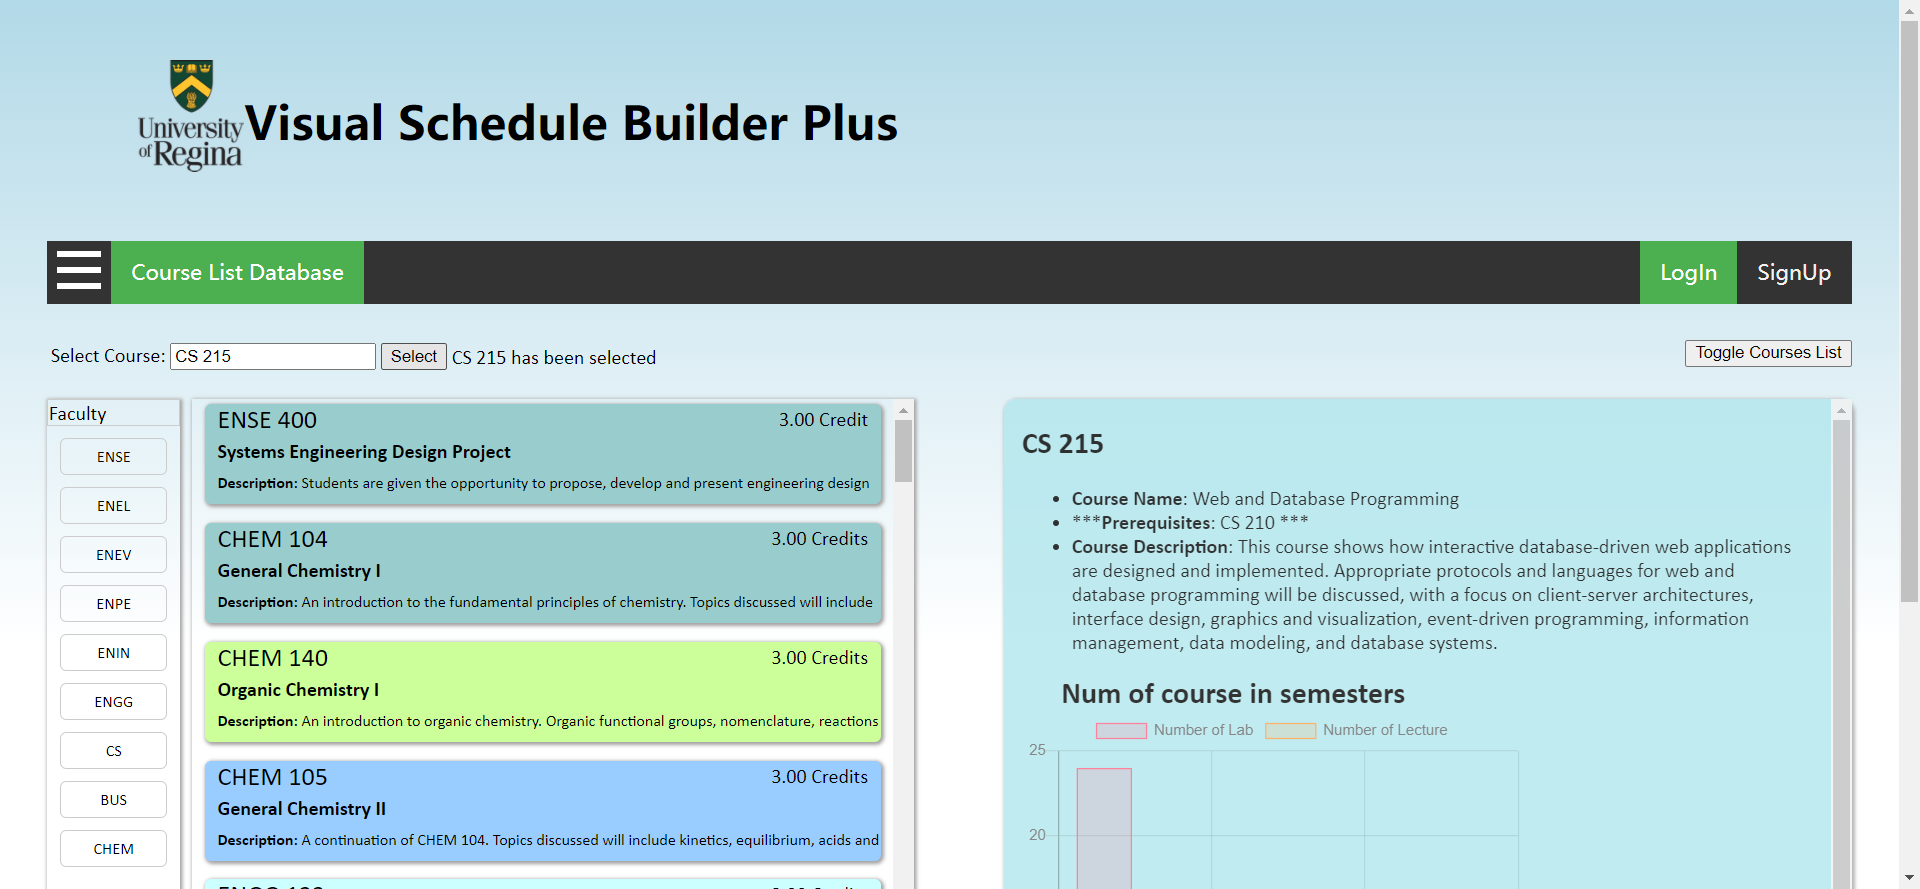 University
of Regina
Visual Schedule Builder Plus
Course List Database
LogIn
SignUp
Select Course: CS 215 Select CS 215 has been selected
Toggle Courses List
Faculty
ENSE
ENEL
ENEV
ENPE
ENIN
ENGG
CS
BUS
CHEM
ENSE 400 3.00 Credit
Systems Engineering Design Project
Description: Students are given the opportunity to propose, develop and present engineering design
CHEM 104 3.00 Credits
General Chemistry I
Description: An introduction to the fundamental principles of chemistry. Topics discussed will include
CHEM 140 3.00 Credits
Organic Chemistry I
Description: An introduction to organic chemistry. Organic functional groups, nomenclature, reactions
CHEM 105 3.00 Credits
General Chemistry II
Description: A continuation of CHEM 104. Topics discussed will include kinetics, equilibrium, acids and
CS 215
• Course Name: Web and Database Programming
• ***Prerequisites: CS 210 ***
• Course Description: This course shows how interactive database-driven web applications
are designed and implemented. Appropriate protocols and languages for web and
database programming will be discussed, with a focus on client-server architectures,
interface design, graphics and visualization, event-driven programming, information
management, data modeling, and database systems.
Num of course in semesters
Number of Lab Number of Lecture
25
20